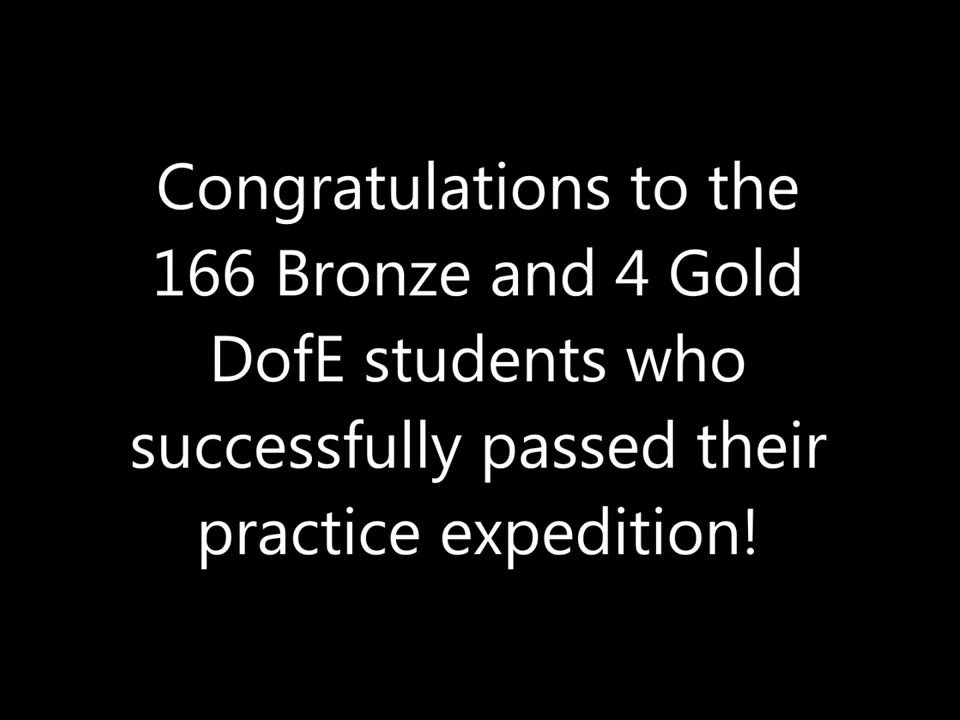 Congratulations to the
166 Bronze and 4 Gold
DofE students who
successfully passed their
practice expedition!